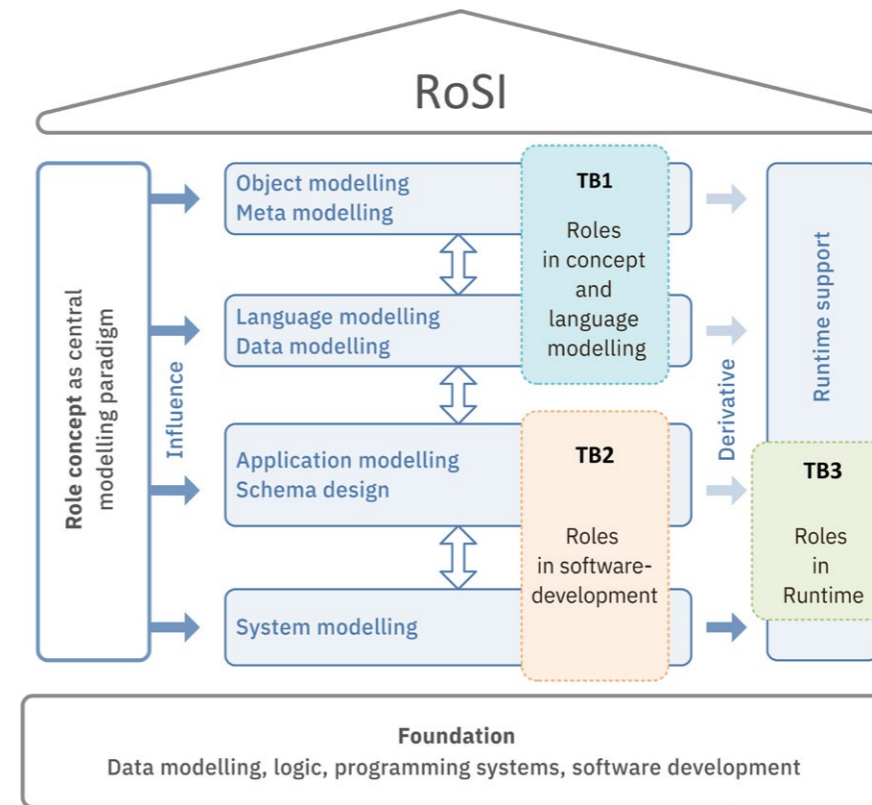 RoSI
Role concept as central
modelling paradigm
Influence
Object modelling
Meta modelling
Language modelling
Data modelling
Application modelling
Schema design
System modelling
TB1
Roles
in concept
and
language
modelling
TB2
Roles
in software-
development
Derivative
Runtime support
TB3
Roles
in
Runtime
Foundation
Data modelling, logic, programming systems, software development